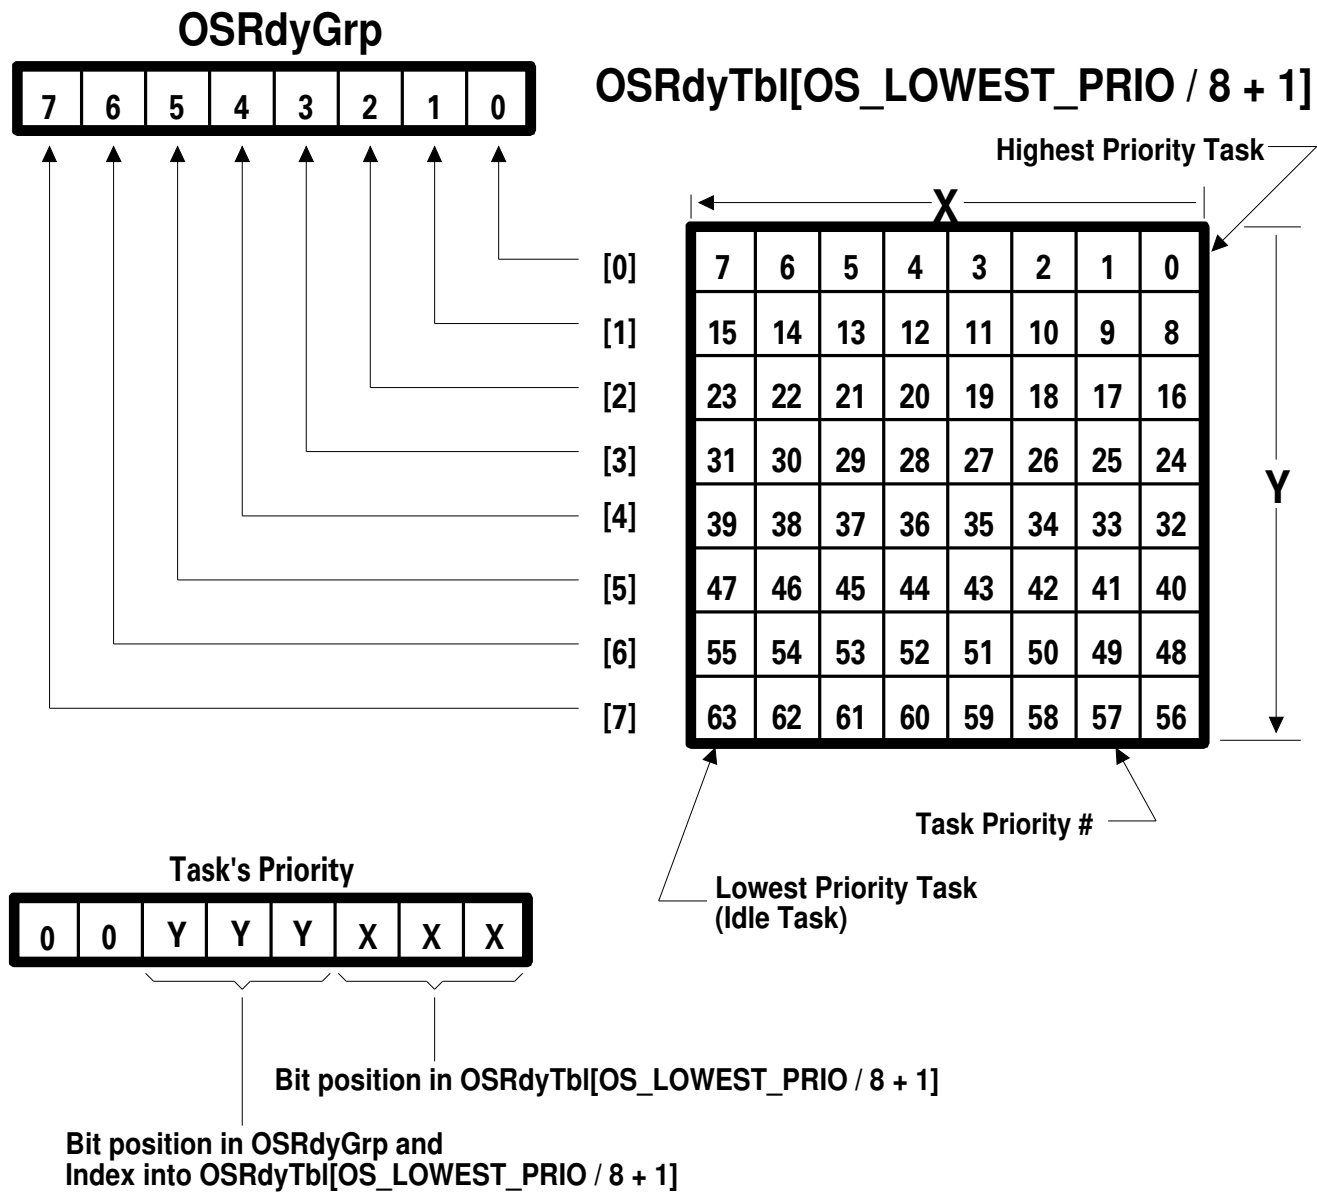 OSRdyGrp
7 6 5 4 3 2 1 0
OSRdyTbl[OS_LOWEST_PRIO / 8 + 1]
Highest Priority Task
X
[0] 7 6 5 4 3 2 1 0
[1] 15 14 13 12 11 10 9 8
[2] 23 22 21 20 19 18 17 16
[3] 31 30 29 28 27 26 25 24
Y
[4] 39 38 37 36 35 34 33 32
[5] 47 46 45 44 43 42 41 40
[6] 55 54 53 52 51 50 49 48
[7] 63 62 61 60 59 58 57 56
Task Priority #
Lowest Priority Task
(Idle Task)
Task's Priority
0 0 Y Y Y X X X
Bit position in OSRdyTbl[OS_LOWEST_PRIO / 8 + 1]
Bit position in OSRdyGrp and
Index into OSRdyTbl[OS_LOWEST_PRIO / 8 + 1]